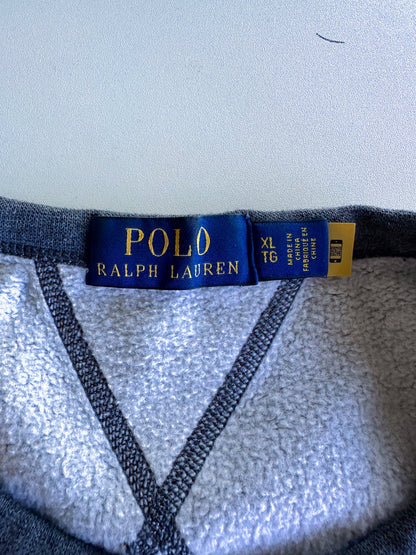 POLO
RALPH LAUREN
XL
TG
MADE IN
CHINA
FABRIQUÉ EN
CHINE